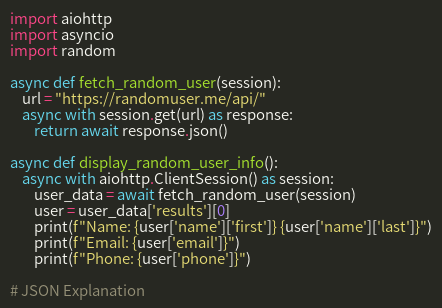 import aiohttp
import asyncio
import random

async def fetch_random_user(session):
    url = "https://randomuser.me/api/"
    async with session.get(url) as response:
        return await response.json()

async def display_random_user_info():
    async with aiohttp.ClientSession() as session:
        user_data = await fetch_random_user(session)
        user = user_data['results'][0]
        print(f"Name: {user['name']['first']} {user['name']['last']}")
        print(f"Email: {user['email']}")
        print(f"Phone: {user['phone']}")

# JSON Explanation